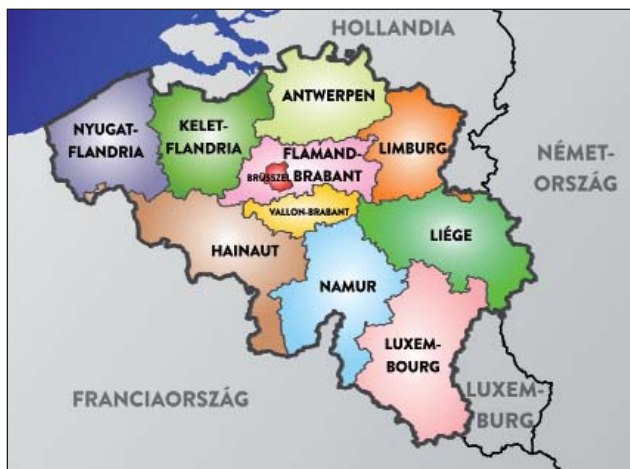 HOLLANDIA
ANTWERPEN
NYUGAT-
FLANDRIA
KELET-
FLANDRIA
FLAMAND-
BRABANT
BRÜSSZEL
LIMBURG
NÉMET-
ORSZÁG
VALLON-BRABANT
HAINAUT
LIÉGE
NAMUR
LUXEM-
BOURG
FRANCIAORSZÁG
LUXEM-
BURG